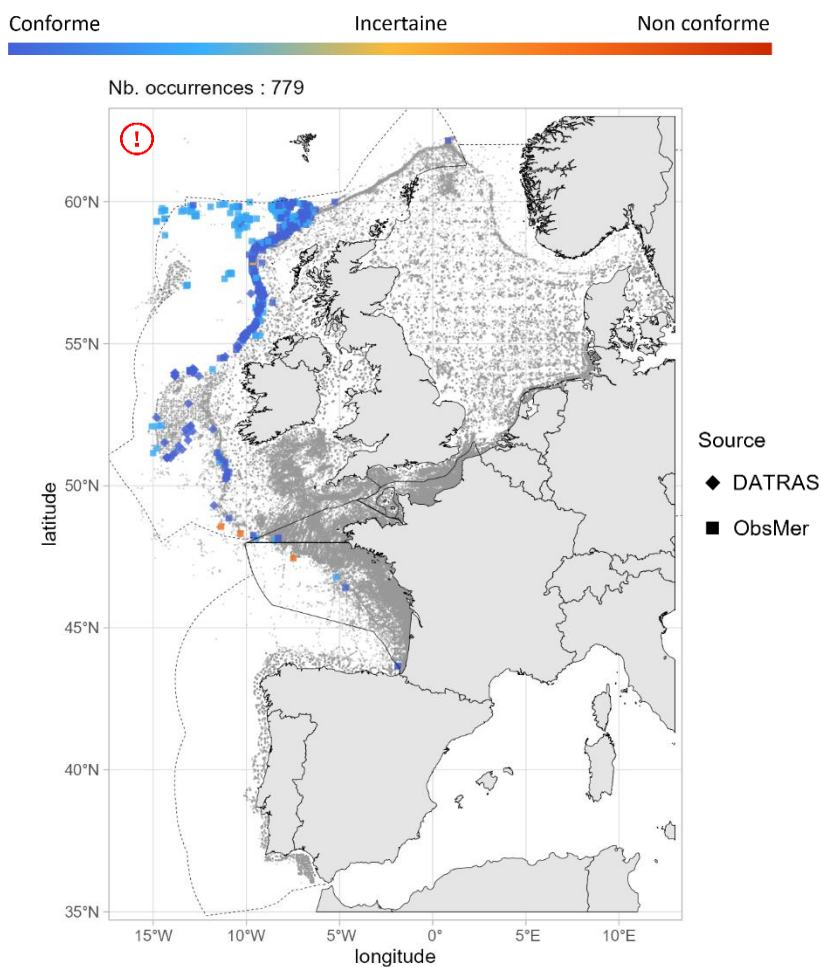 Conforme Incertaine Non conforme
Nb. occurrences : 779
!
60°N
55°N
50°N
45°N
40°N
35°N
latitude
15°W 10°W 5°W 0° 5°E 10°E
longitude
Source
DATRAS
ObsMer